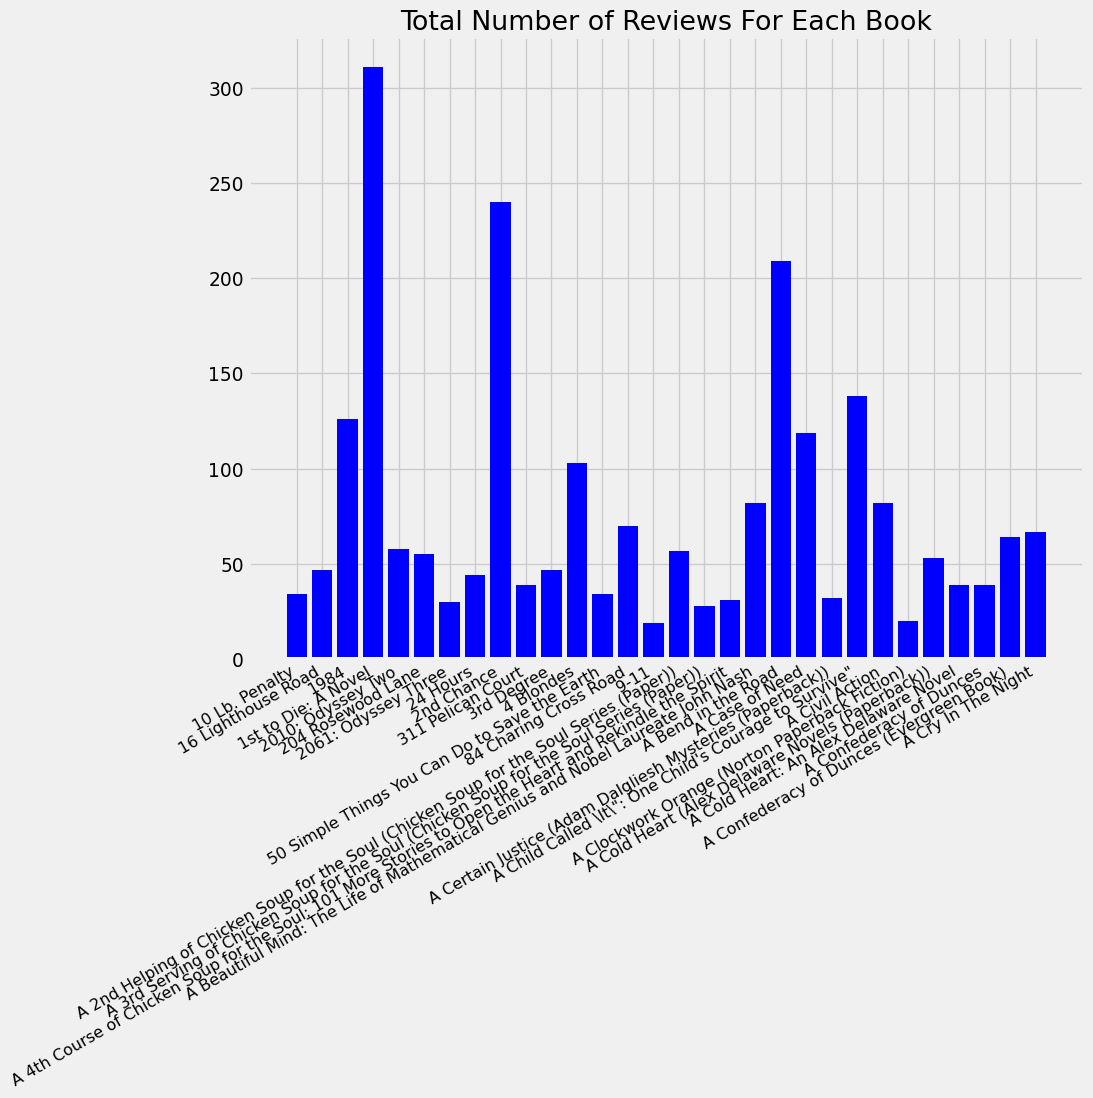 Total Number of Reviews For Each Book
300
250
200
150
100
50
0
10 Lb. Penalty
16 Lighthouse Road
1984
1st to Die: A Novel
2010: Odyssey Two
204 Rosewood Lane
2061: Odyssey Three
24 Hours
2nd Chance
311 Pelican Court
3rd Degree
4 Blondes
50 Simple Things You Can Do to Save the Earth
84 Charing Cross Road
9-11
A 2nd Helping of Chicken Soup for the Soul (Chicken Soup for the Soul Series (Paper))
A 3rd Serving of Chicken Soup for the Soul (Chicken Soup for the Soul Series (Paper))
A 4th Course of Chicken Soup for the Soul: 101 More Stories to Open the Heart and Rekindle the Spirit
A Beautiful Mind: The Life of Mathematical Genius and Nobel Laureate John Nash
A Bend in the Road
A Case of Need
A Certain Justice (Adam Dalgliesh Mysteries (Paperback))
A Child Called \It\": One Child's Courage to Survive"
A Civil Action
A Clockwork Orange (Norton Paperback Fiction)
A Cold Heart (Alex Delaware Novels (Paperback))
A Cold Heart: An Alex Delaware Novel
A Confederacy of Dunces
A Confederacy of Dunces (Evergreen Book)
A Cry In The Night